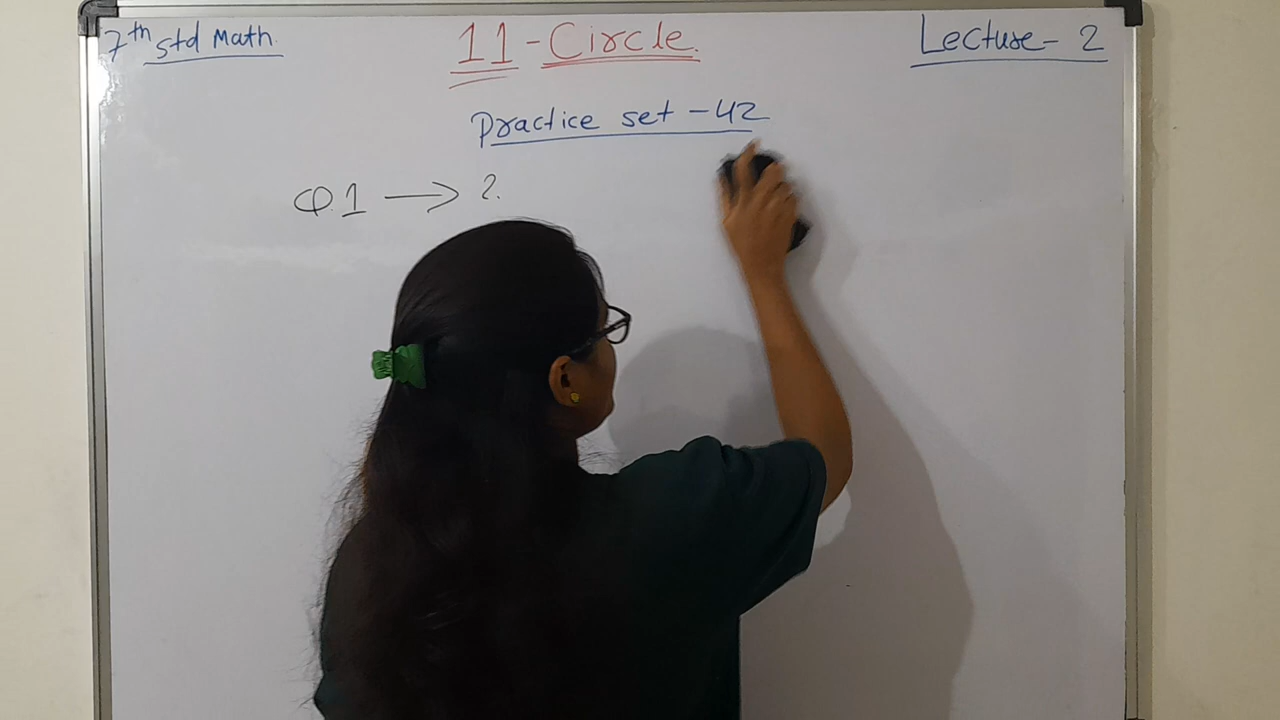 7th Std Math.
11 - Circle.
Lecture - 2
Practice set - 42
Q.1 → 2.